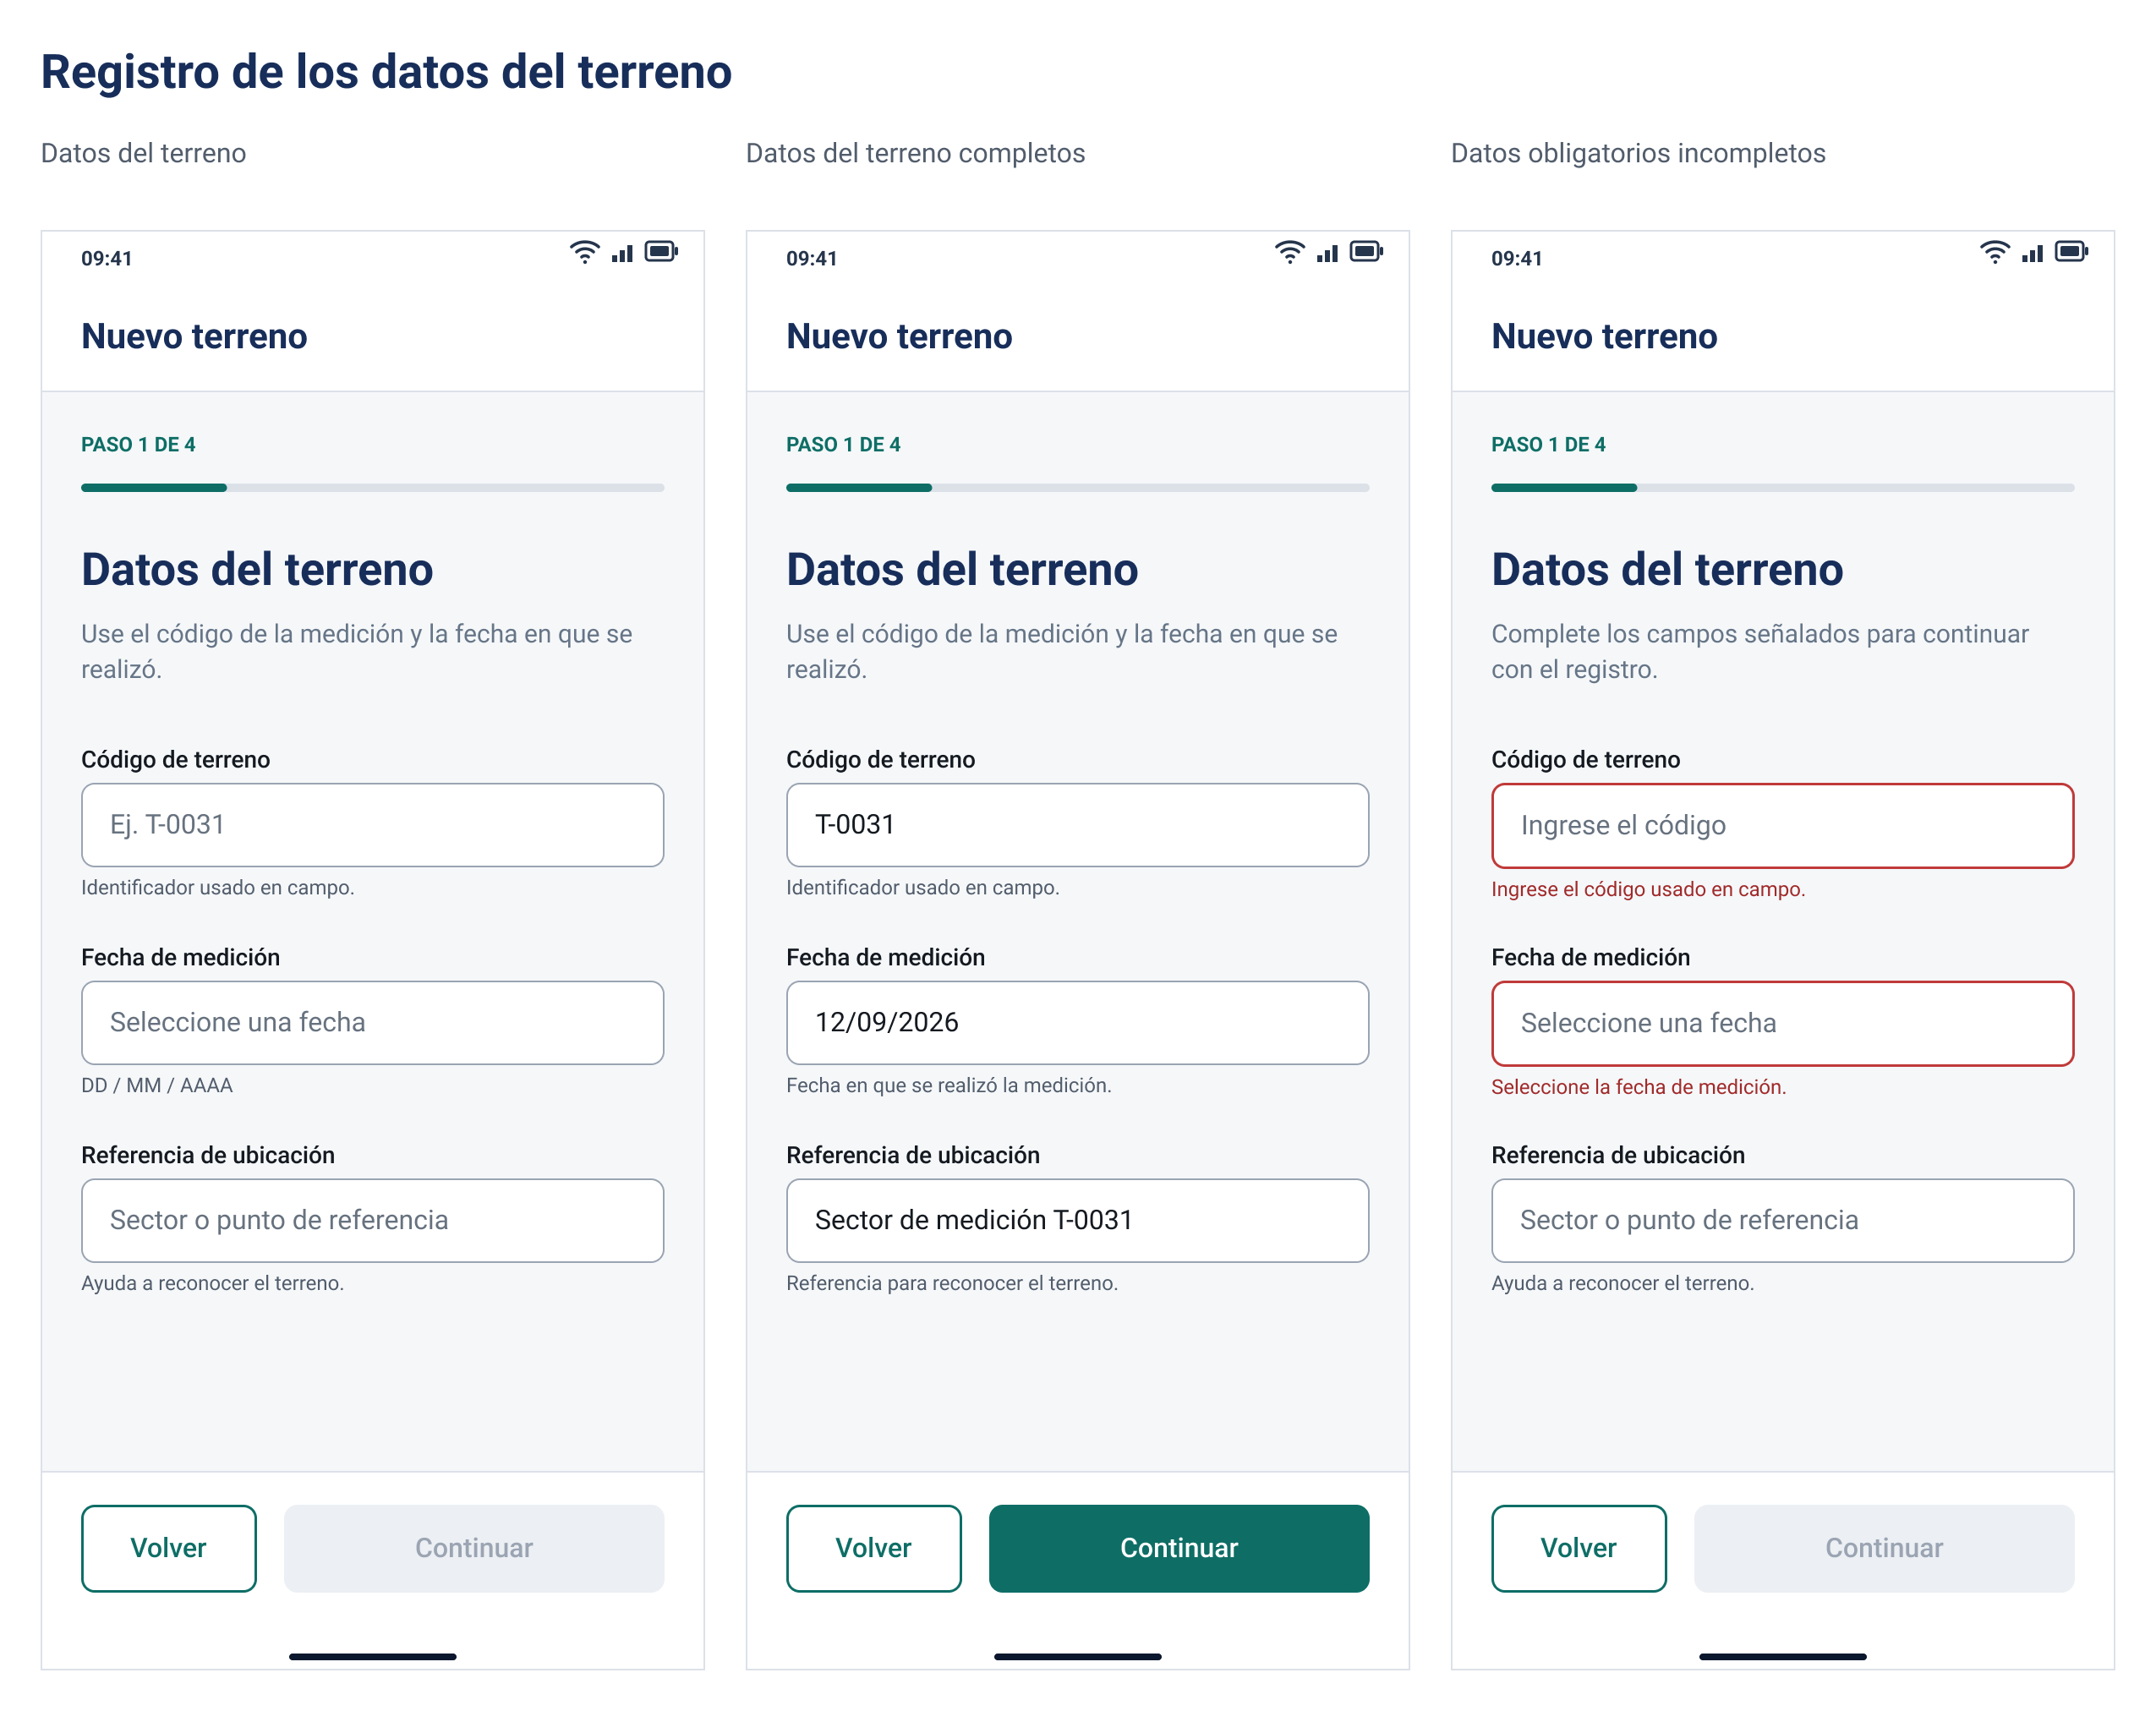 Registro de los datos del terreno
Datos del terreno
09:41
Nuevo terreno
PASO 1 DE 4
Datos del terreno
Use el código de la medición y la fecha en que se
realizó.
Código de terreno
Ej. T-0031
Identificador usado en campo.
Fecha de medición
Seleccione una fecha
DD / MM / AAAA
Referencia de ubicación
Sector o punto de referencia
Ayuda a reconocer el terreno.
Volver
Continuar
Datos del terreno completos
09:41
Nuevo terreno
PASO 1 DE 4
Datos del terreno
Use el código de la medición y la fecha en que se
realizó.
Código de terreno
T-0031
Identificador usado en campo.
Fecha de medición
12/09/2026
Fecha en que se realizó la medición.
Referencia de ubicación
Sector de medición T-0031
Referencia para reconocer el terreno.
Volver
Continuar
Datos obligatorios incompletos
09:41
Nuevo terreno
PASO 1 DE 4
Datos del terreno
Complete los campos señalados para continuar
con el registro.
Código de terreno
Ingrese el código
Ingrese el código usado en campo.
Fecha de medición
Seleccione una fecha
Seleccione la fecha de medición.
Referencia de ubicación
Sector o punto de referencia
Ayuda a reconocer el terreno.
Volver
Continuar